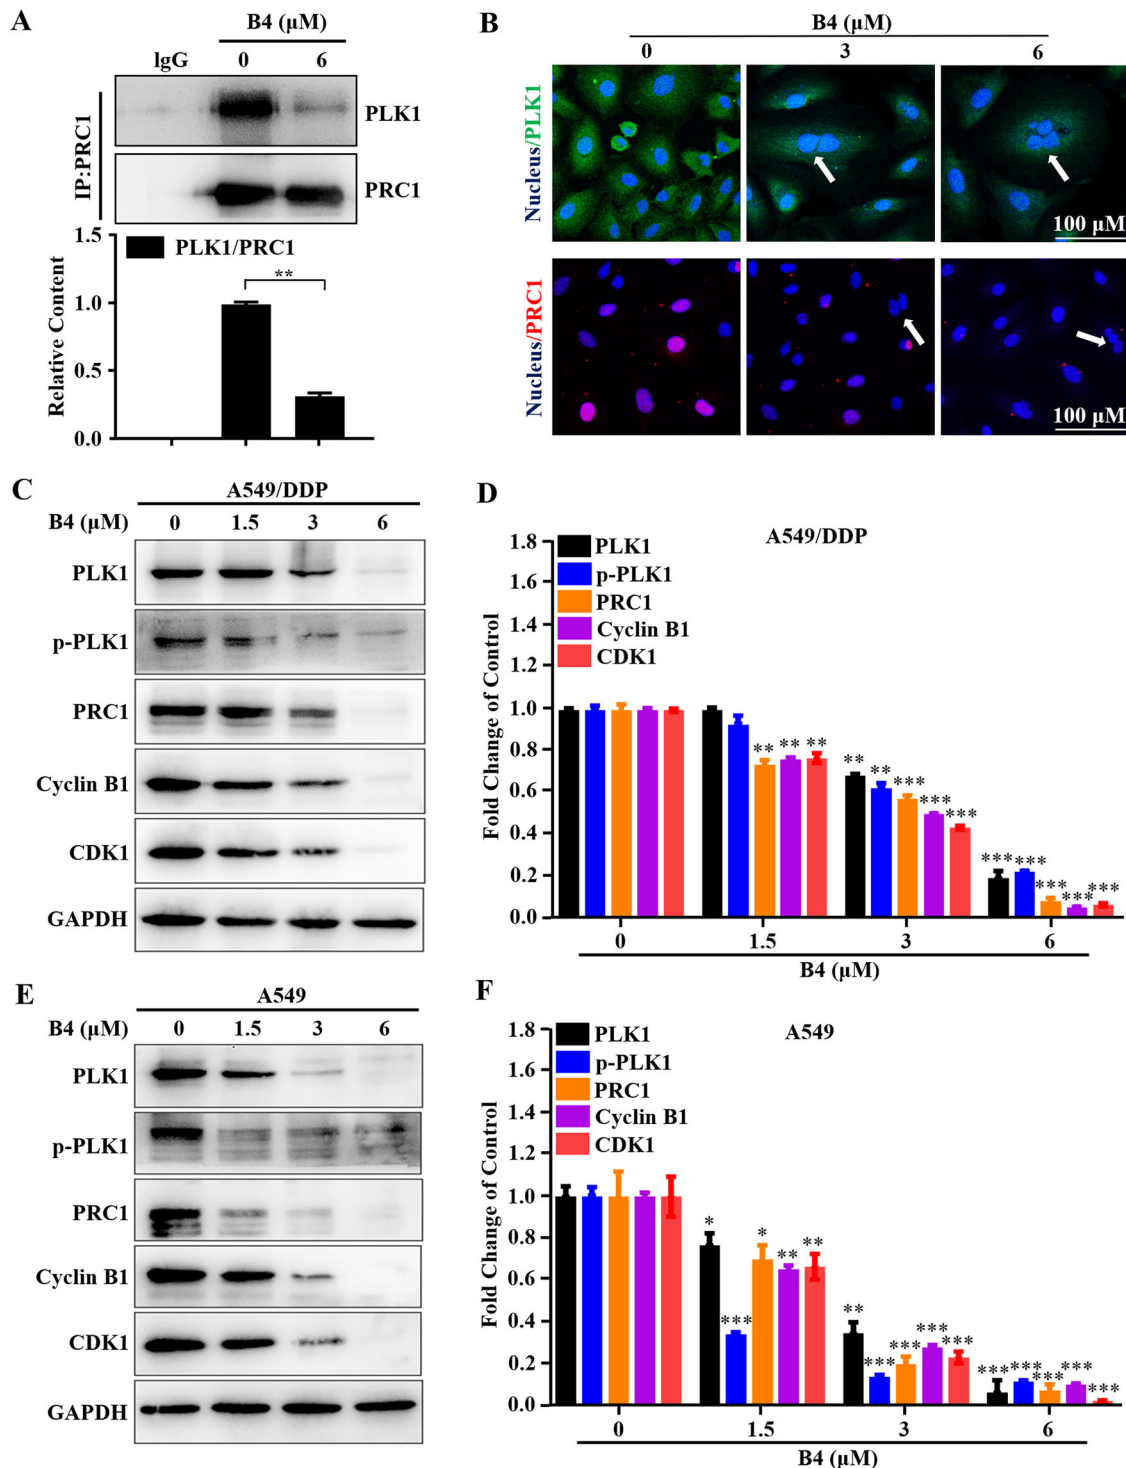 A
B4 (μM)
IgG 0 6
IP:PRC1
PLK1
PRC1
1.5
1.0
0.5
0.0
Relative Content
PLK1/PRC1
**
B
B4 (μM)
0 3 6
Nucleus/PLK1
100 μM
Nucleus/PRC1
100 μM
C
A549/DDP
B4 (μM) 0 1.5 3 6
PLK1
p-PLK1
PRC1
Cyclin B1
CDK1
GAPDH
D
A549/DDP
PLK1
p-PLK1
PRC1
Cyclin B1
CDK1
Fold Change of Control
1.8
1.6
1.4
1.2
1.0
0.8
0.6
0.4
0.2
0.0
** ** **
** ** *** *** ***
*** *** *** *** ***
0 1.5 3 6
B4 (μM)
E
A549
B4 (μM) 0 1.5 3 6
PLK1
p-PLK1
PRC1
Cyclin B1
CDK1
GAPDH
F
A549
PLK1
p-PLK1
PRC1
Cyclin B1
CDK1
Fold Change of Control
1.8
1.6
1.4
1.2
1.0
0.8
0.6
0.4
0.2
0.0
* *** * ** **
** *** *** *** ***
*** *** *** *** ***
0 1.5 3 6
B4 (μM)